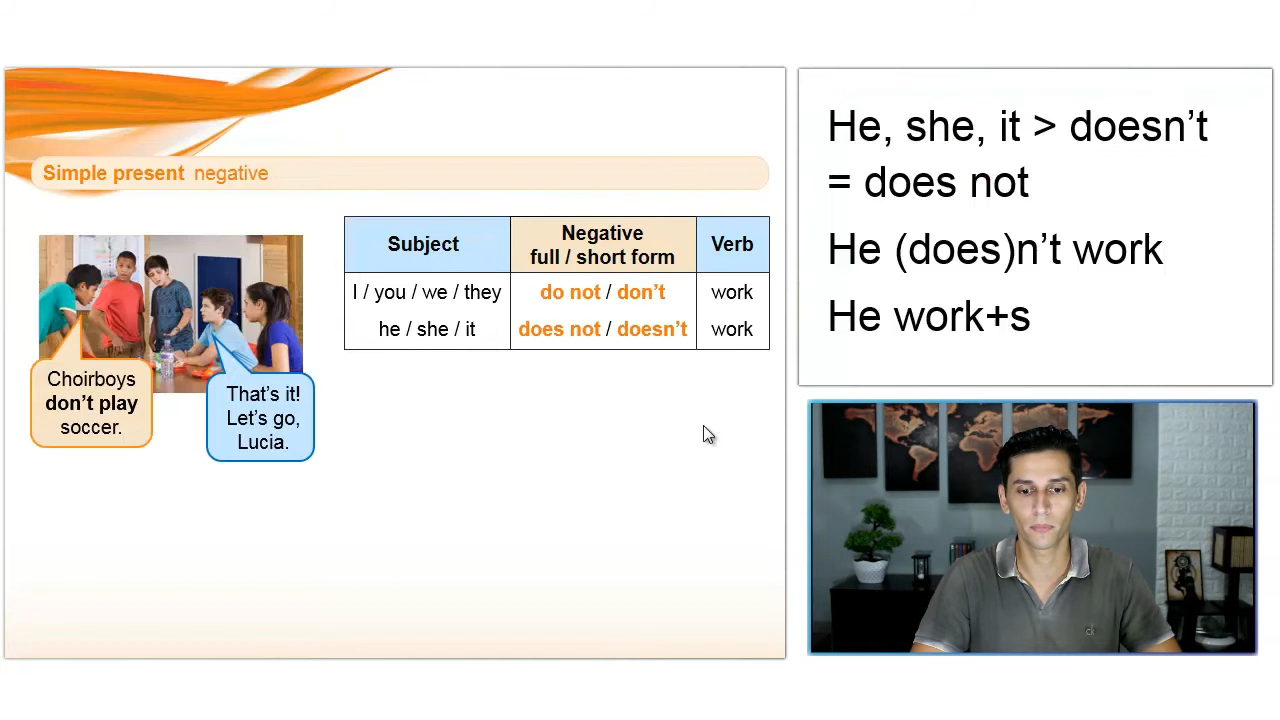 Simple present negative
Subject
Negative
full / short form
Verb
I / you / we / they do not / don’t work
he / she / it does not / doesn’t work
Choirboys
don’t play
soccer.
That’s it!
Let’s go,
Lucia.
He, she, it > doesn’t
= does not
He (does)n’t work
He work+s